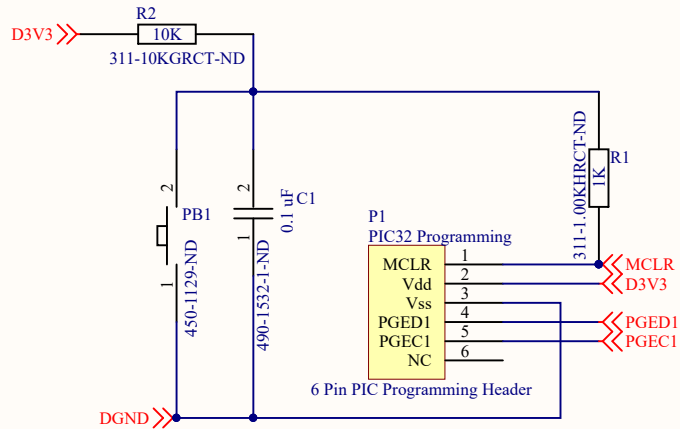 R2
D3V3
10K
311-10KGRCT-ND
2
PB1
1
450-1129-ND
2
C1
0.1 uF
1
490-1532-1-ND
R1
1K
311-1.00KHRCT-ND
P1
PIC32 Programming
MCLR 1 MCLR
Vdd 2 D3V3
Vss 3
PGED1 4 PGED1
PGEC1 5 PGEC1
NC 6
6 Pin PIC Programming Header
DGND